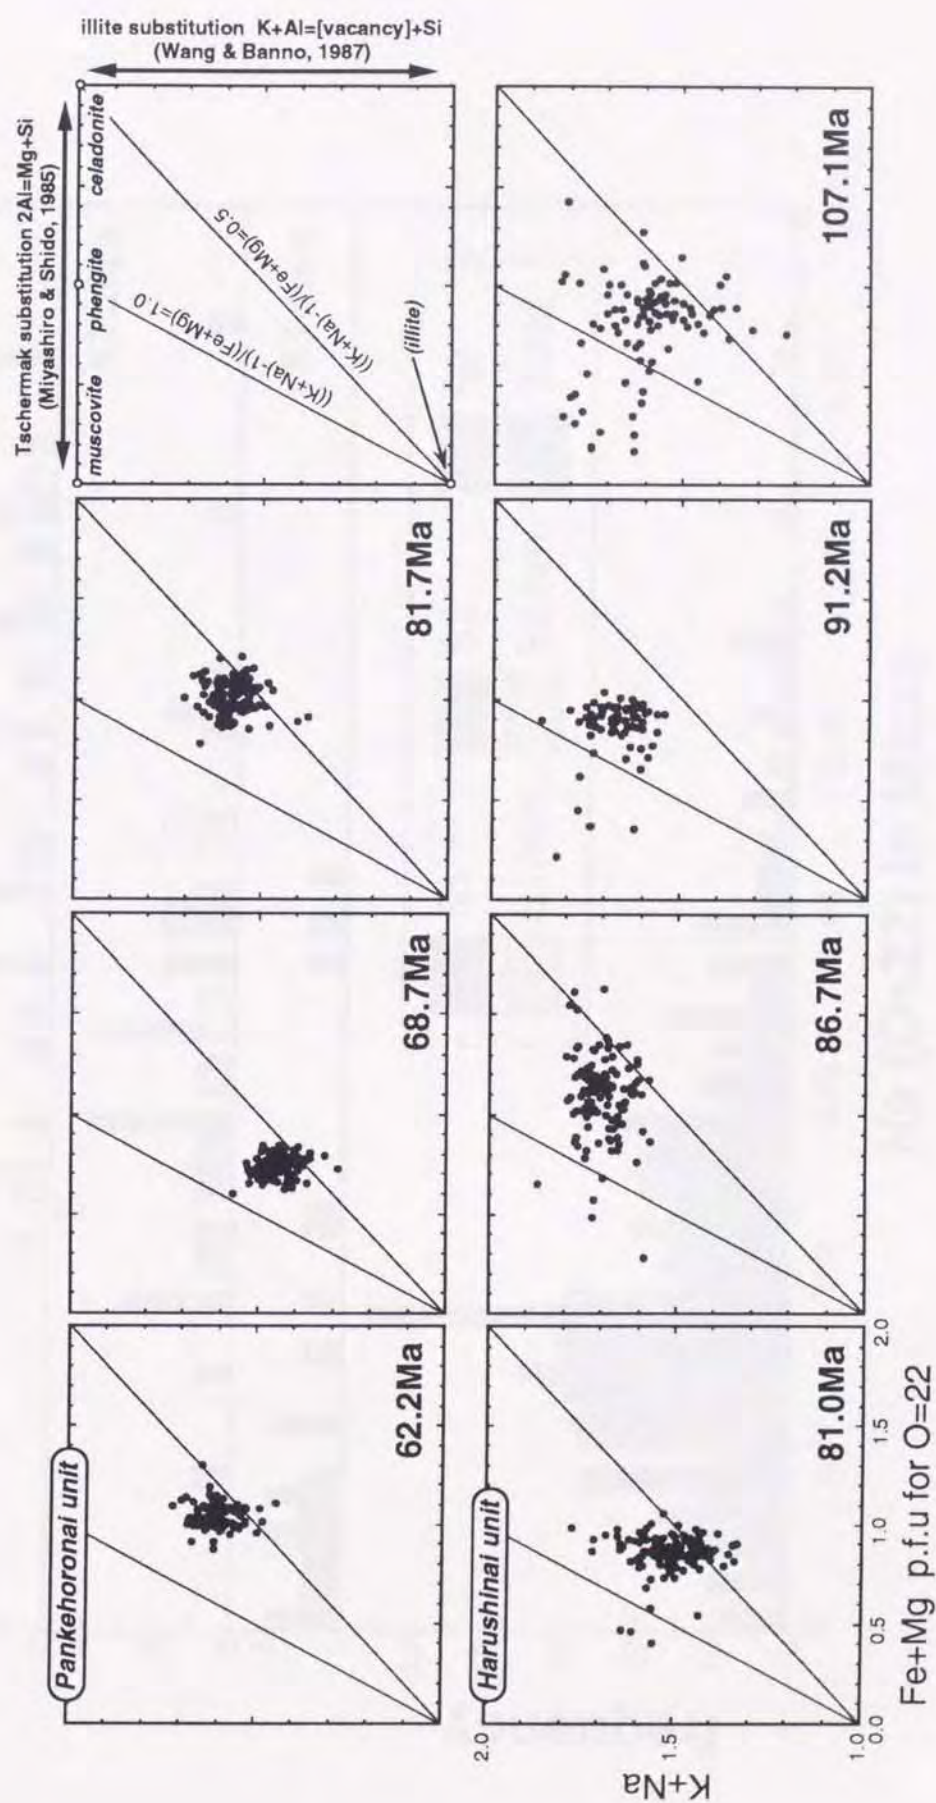 Tschermak substitution 2Al=Mg+Si
(Miyashiro & Shido, 1985)
illite substitution K+Al=[vacancy]+Si
(Wang & Banno, 1987)
muscovite phengite celadonite
((K+Na)-1)/(Fe+Mg)=1.0
((K+Na)-1)/(Fe+Mg)=0.5
(illite)
Pankehoronai unit
62.2Ma
68.7Ma
81.7Ma
Harushinai unit
81.0Ma
86.7Ma
91.2Ma
107.1Ma
2.0
1.5
1.0
K+Na
0.0 0.5 1.0 1.5 2.0
Fe+Mg p.f.u for O=22